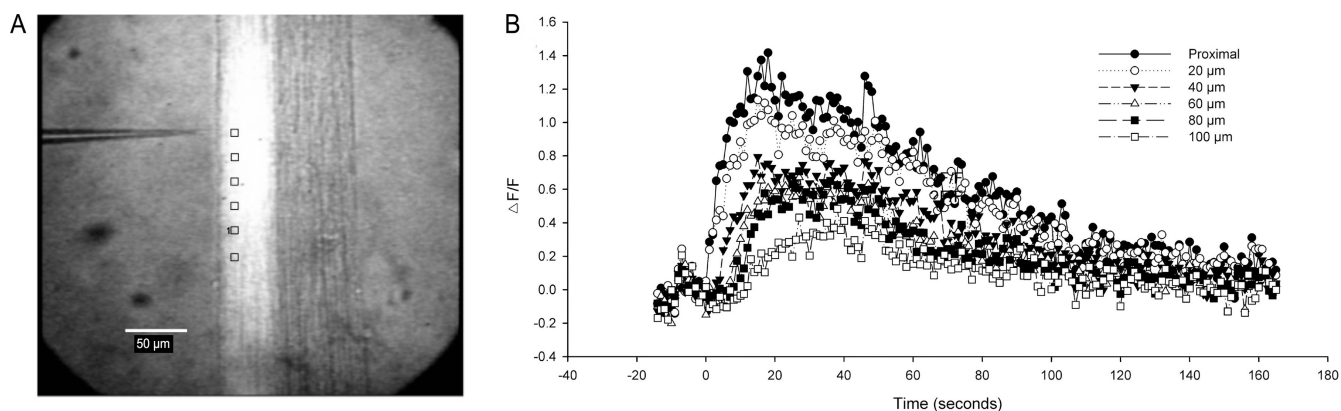 A
50 µm
B
1.6
1.4
1.2
1.0
0.8
0.6
0.4
0.2
0.0
-0.2
-0.4
△ F/F
-40 -20 0 20 40 60 80 100 120 140 160 180
Time (seconds)
Proximal
20 µm
40 µm
60 µm
80 µm
100 µm